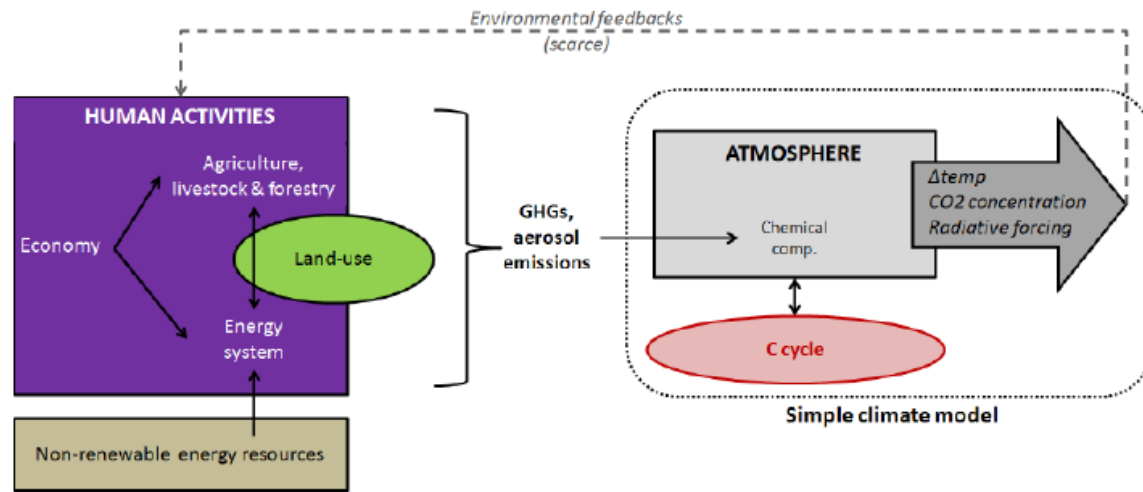 Environmental feedbacks
(scarce)
HUMAN ACTIVITIES
Agriculture,
livestock & forestry
Economy
Land-use
Energy
system
Non-renewable energy resources
GHGs,
aerosol
emissions
ATMOSPHERE
Chemical
comp.
Δtemp
CO2 concentration
Radiative forcing
C cycle
Simple climate model